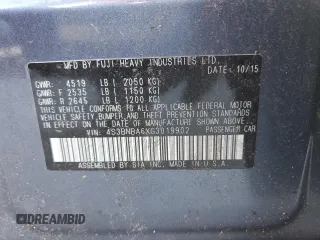 MFD. BY FUJI HEAVY INDUSTRIES LTD.
DATE: 10/15
GVWR: 4519 LB ( 2050 KG)
GAWR: F 2535 LB ( 1150 KG)
GAWR: R 2645 LB ( 1200 KG)
THIS VEHICLE CONFORMS TO ALL APPLICABLE FEDERAL MOTOR
VEHICLE SAFETY, BUMPER, AND THEFT PREVENTION STANDARDS
IN EFFECT ON THE DATE OF MANUFACTURE SHOWN ABOVE.
VIN: 4S3BNBA6XG3019902 PASSENGER CAR
ASSEMBLED BY SIA INC. MADE IN U.S.A
DREAMBID